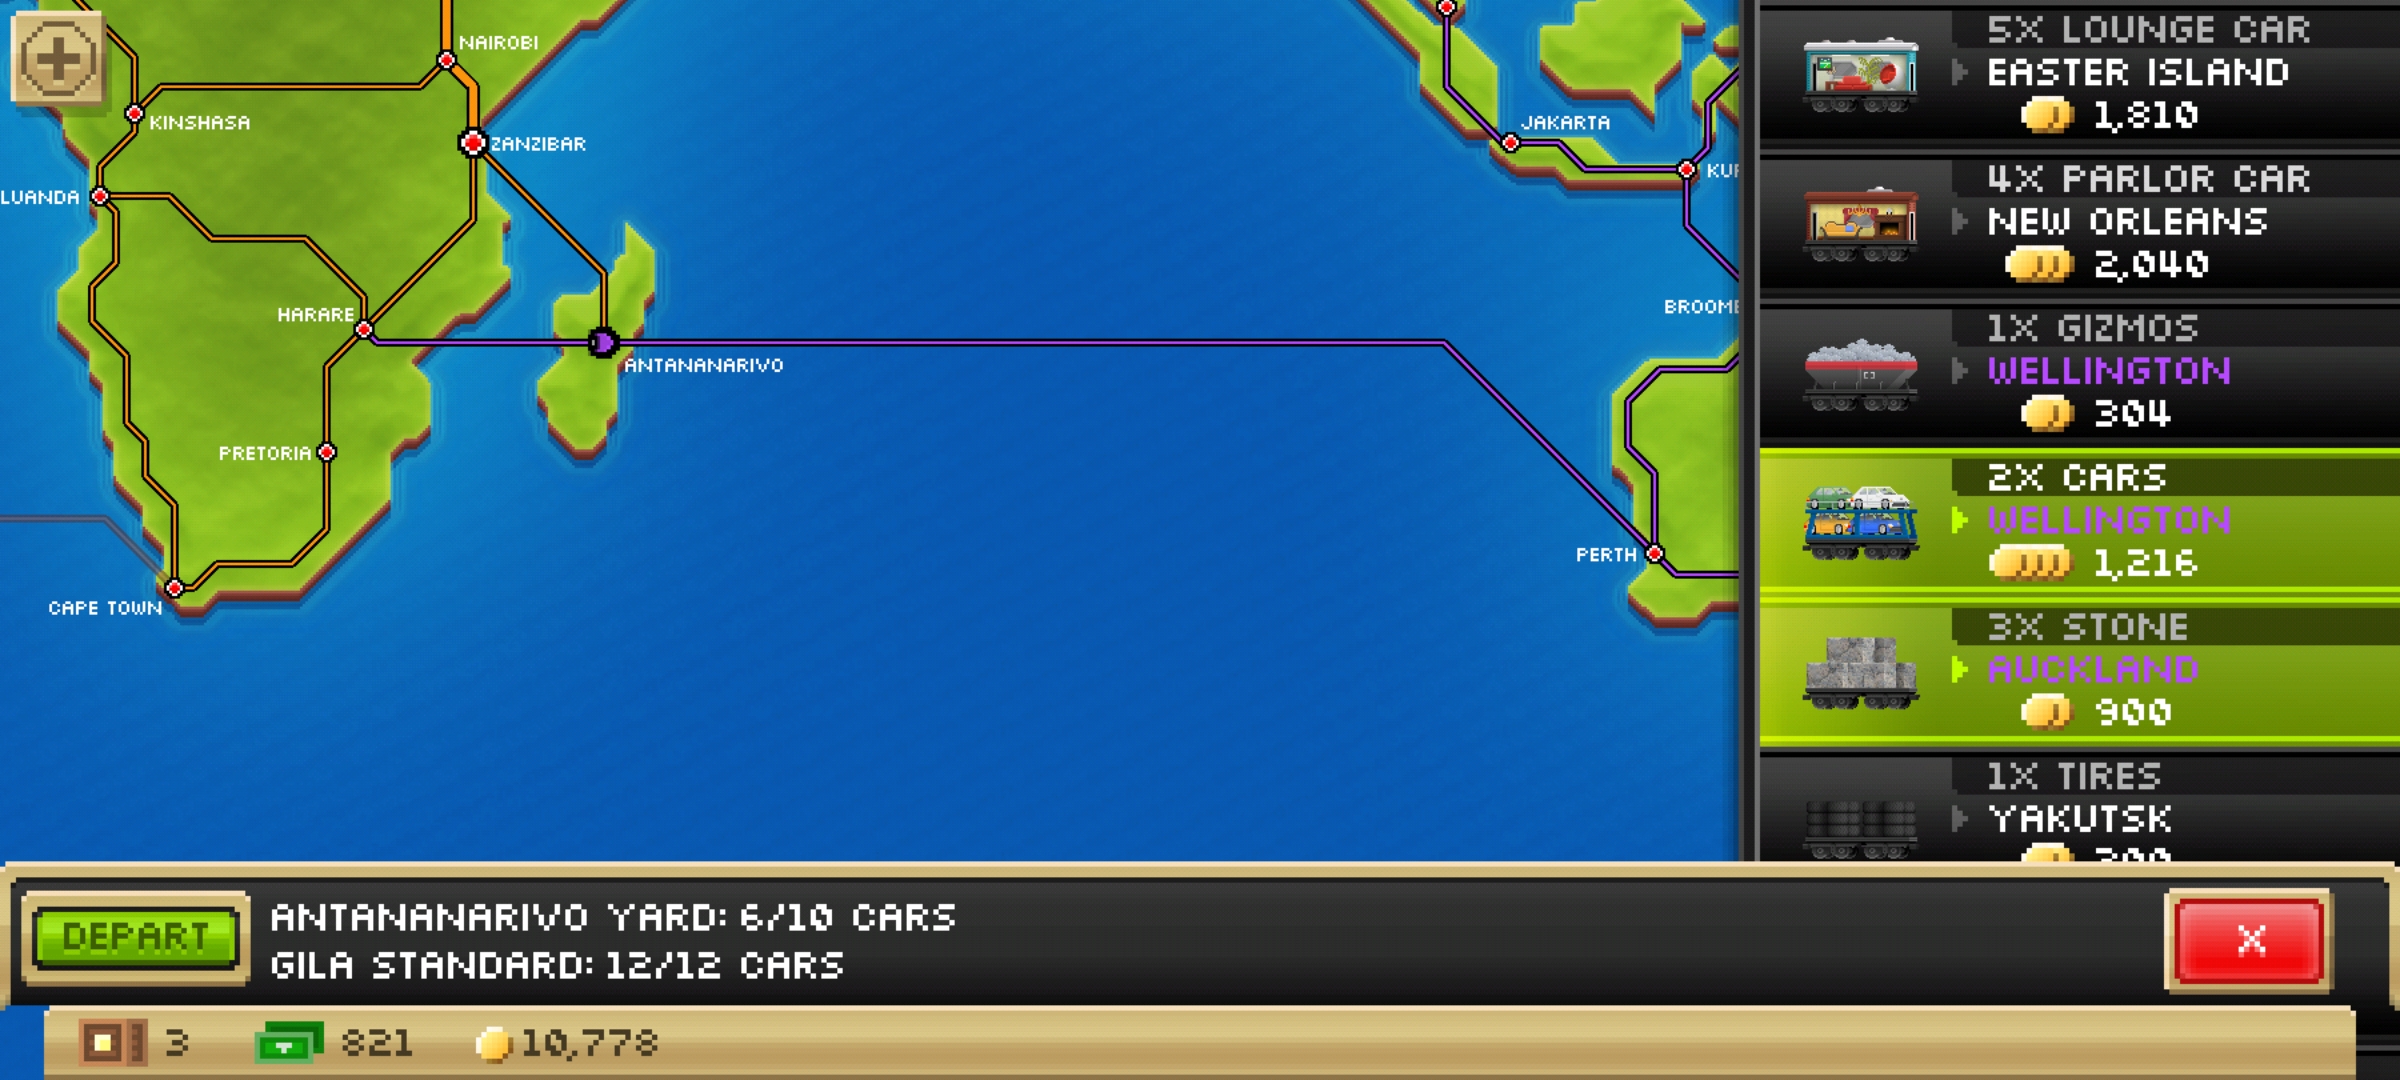 NAIROBI
KINSHASA
ZANZIBAR
LUANDA
HARARE
ANTANANARIVO
PRETORIA
CAPE TOWN
JAKARTA
KUP
BROOME
PERTH
5X LOUNGE CAR
EASTER ISLAND
1,810
4X PARLOR CAR
NEW ORLEANS
2,040
1X GIZMOS
WELLINGTON
304
2X CARS
WELLINGTON
1,216
3X STONE
AUCKLAND
900
1X TIRES
YAKUTSK
DEPART
ANTANANARIVO YARD: 6/10 CARS
GILA STANDARD: 12/12 CARS
X
3
821
10,778